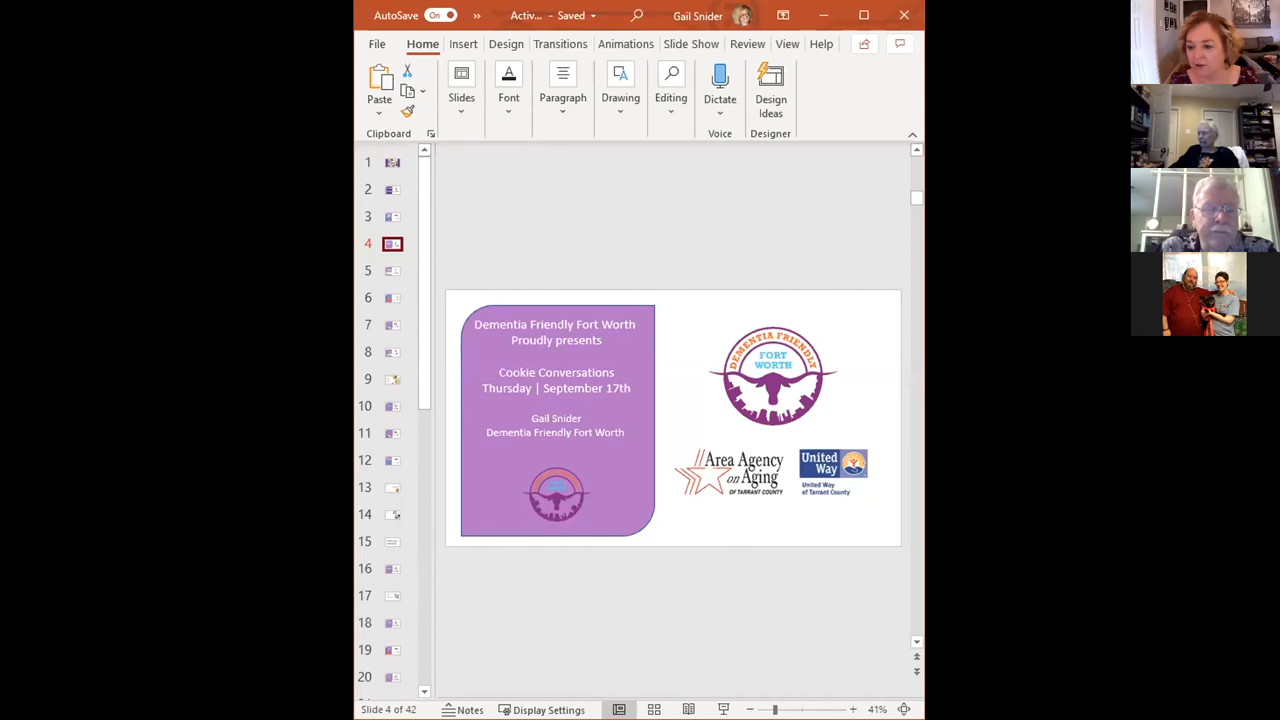 AutoSave On Activ... - Saved Gail Snider
File Home Insert Design Transitions Animations Slide Show Review View Help
Paste Slides Font Paragraph Drawing Editing Dictate Design
Ideas
Clipboard Voice Designer
1
2
3
4
5
6
7
8
9
10
11
12
13
14
15
16
17
18
19
20
Dementia Friendly Fort Worth
Proudly presents
Cookie Conversations
Thursday | September 17th
Gail Snider
Dementia Friendly Fort Worth
DEMENTIA FRIENDLY
FORT
WORTH
Area Agency
on Aging
OF TARRANT COUNTY
United
Way
United Way
of Tarrant County
Slide 4 of 42 Notes Display Settings 41%